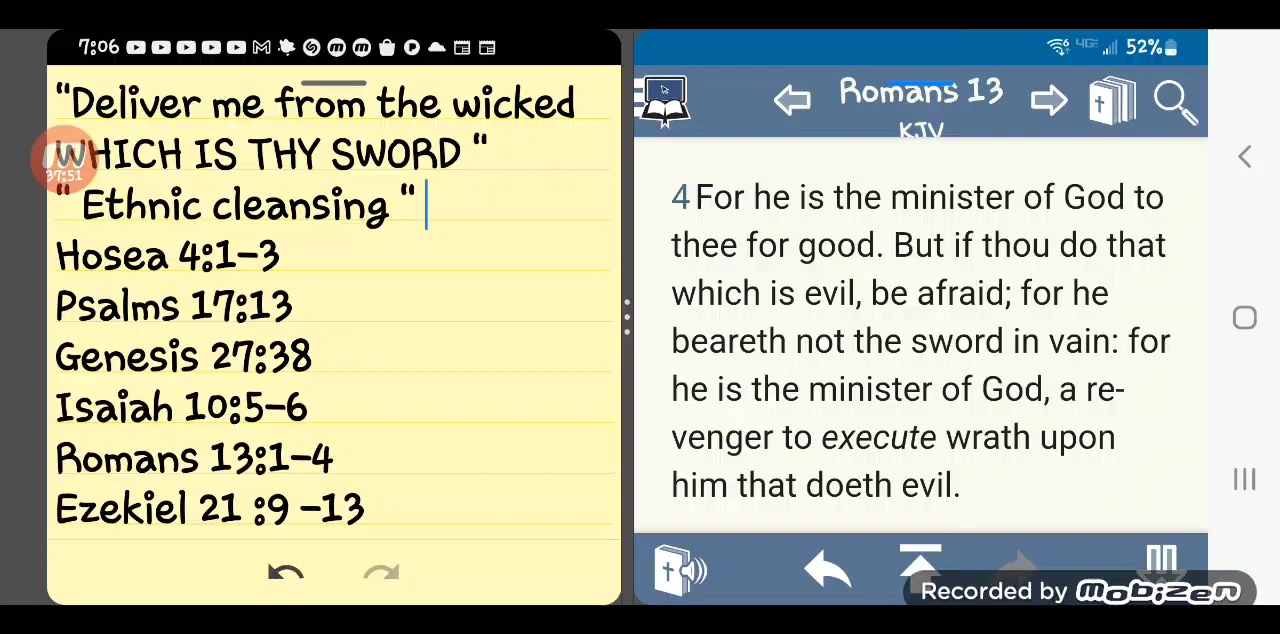 7:06
"Deliver me from the wicked
WHICH IS THY SWORD "
37:51
" Ethnic cleansing "
Hosea 4:1-3
Psalms 17:13
Genesis 27:38
Isaiah 10:5-6
Romans 13:1-4
Ezekiel 21 :9 -13
4GE 52%
Romans 13
KJV
4 For he is the minister of God to
thee for good. But if thou do that
which is evil, be afraid; for he
beareth not the sword in vain: for
he is the minister of God, a re-
venger to execute wrath upon
him that doeth evil.
Recorded by mobizen